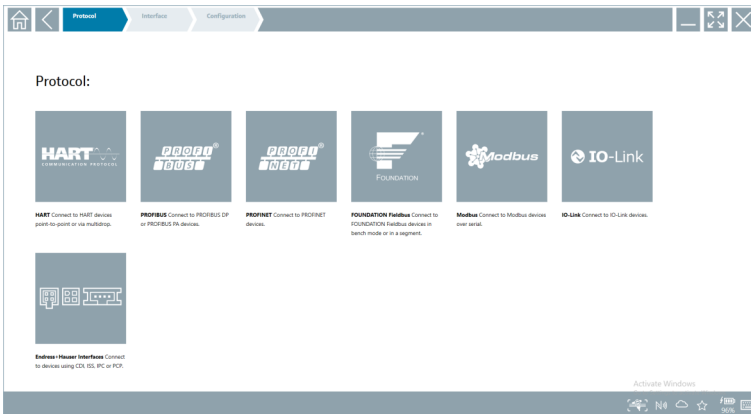 Protocol
Interface
Configuration
Protocol:
HART
COMMUNICATION PROTOCOL
PROFI®
BUS
PROFI®
NET
FOUNDATION
Modbus
IO-Link
HART Connect to HART devices
point-to-point or via multidrop.
PROFIBUS Connect to PROFIBUS DP
or PROFIBUS PA devices.
PROFINET Connect to PROFINET
devices.
FOUNDATION Fieldbus Connect to
FOUNDATION Fieldbus devices in
bench mode or in a segment.
Modbus Connect to Modbus devices
over serial.
IO-Link Connect to IO-Link devices.
Endress+Hauser Interfaces Connect
to devices using CDI, ISS, IPC or PCP.
Activate Windows
96%